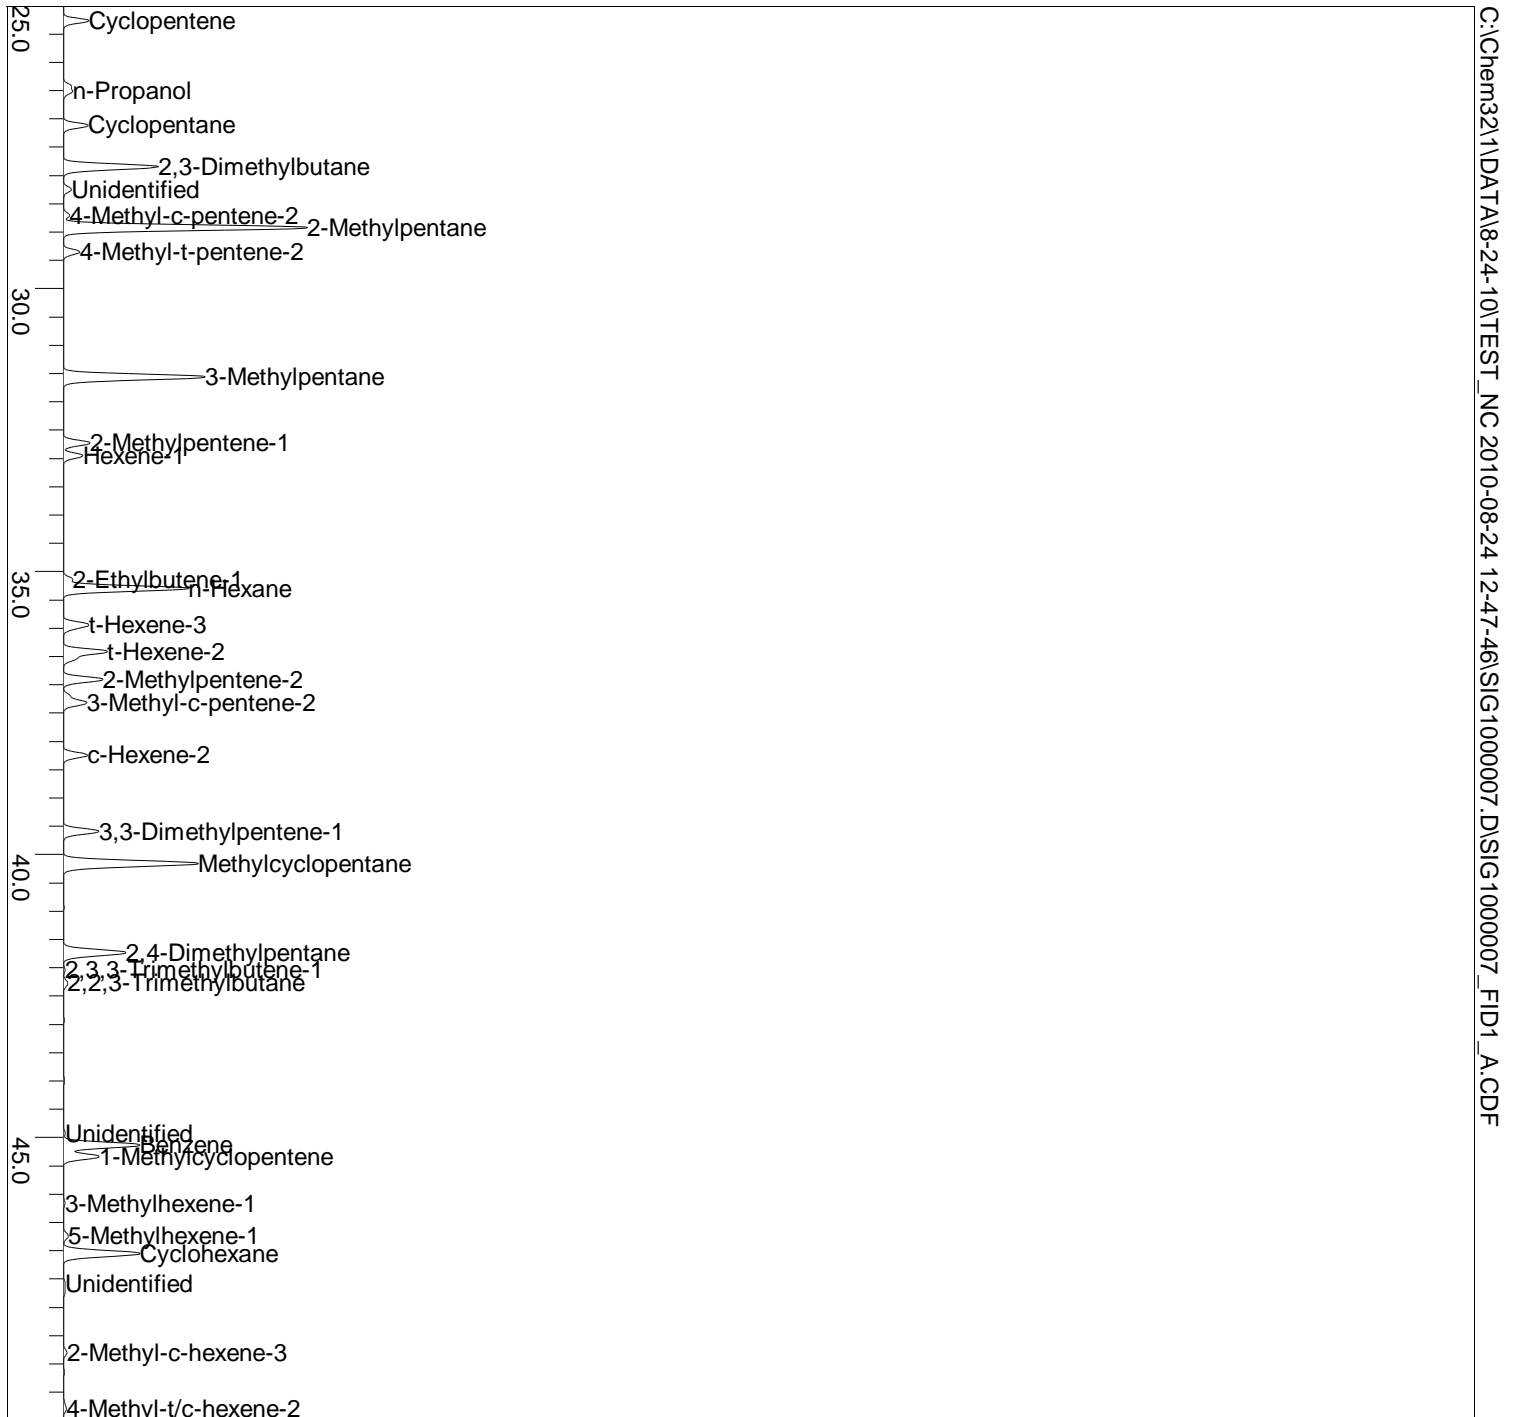 C:\Chem32\1\DATA\8-24-10\TEST_NC 2010-08-24 12-47-46\SIG1000007.D\SIG1000007_FID1_A.CDF
25.0
Cyclopentene
n-Propanol
Cyclopentane
2,3-Dimethylbutane
Unidentified
4-Methyl-c-pentene-2
2-Methylpentane
4-Methyl-t-pentene-2
30.0
3-Methylpentane
2-Methylpentene-1
Hexene-1
35.0
2-Ethylbutene-1
n-Hexane
t-Hexene-3
t-Hexene-2
2-Methylpentene-2
3-Methyl-c-pentene-2
c-Hexene-2
3,3-Dimethylpentene-1
40.0
Methylcyclopentane
2,4-Dimethylpentane
2,3,3-Trimethylbutene-1
2,2,3-Trimethylbutane
Unidentified
45.0
Benzene
1-Methylcyclopentene
3-Methylhexene-1
5-Methylhexene-1
Cyclohexane
Unidentified
2-Methyl-c-hexene-3
4-Methyl-t/c-hexene-2